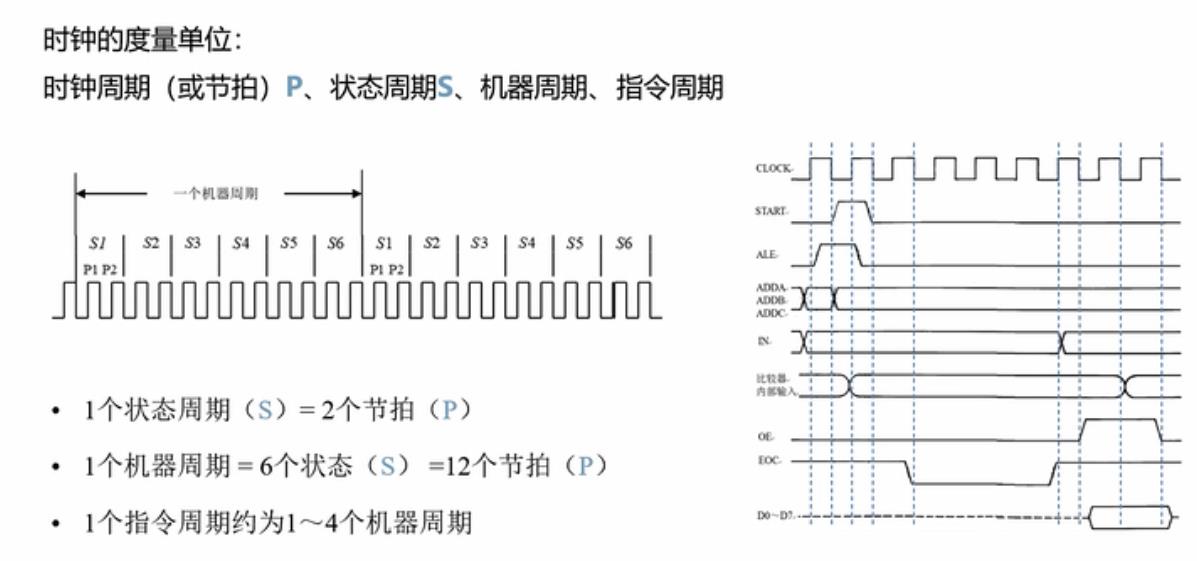 时钟的度量单位：
时钟周期（或节拍）P、状态周期S、机器周期、指令周期
一个机器周期
S1 S2 S3 S4 S5 S6 S1 S2 S3 S4 S5 S6
P1 P2 P1 P2
• 1个状态周期（S）= 2个节拍（P）
• 1个机器周期 = 6个状态（S） =12个节拍（P）
• 1个指令周期约为1～4个机器周期
CLOCK
START
ALE
ADDA
ADDB
ADDC
IN
比较器
内部输入
OE
EOC
D0～D7